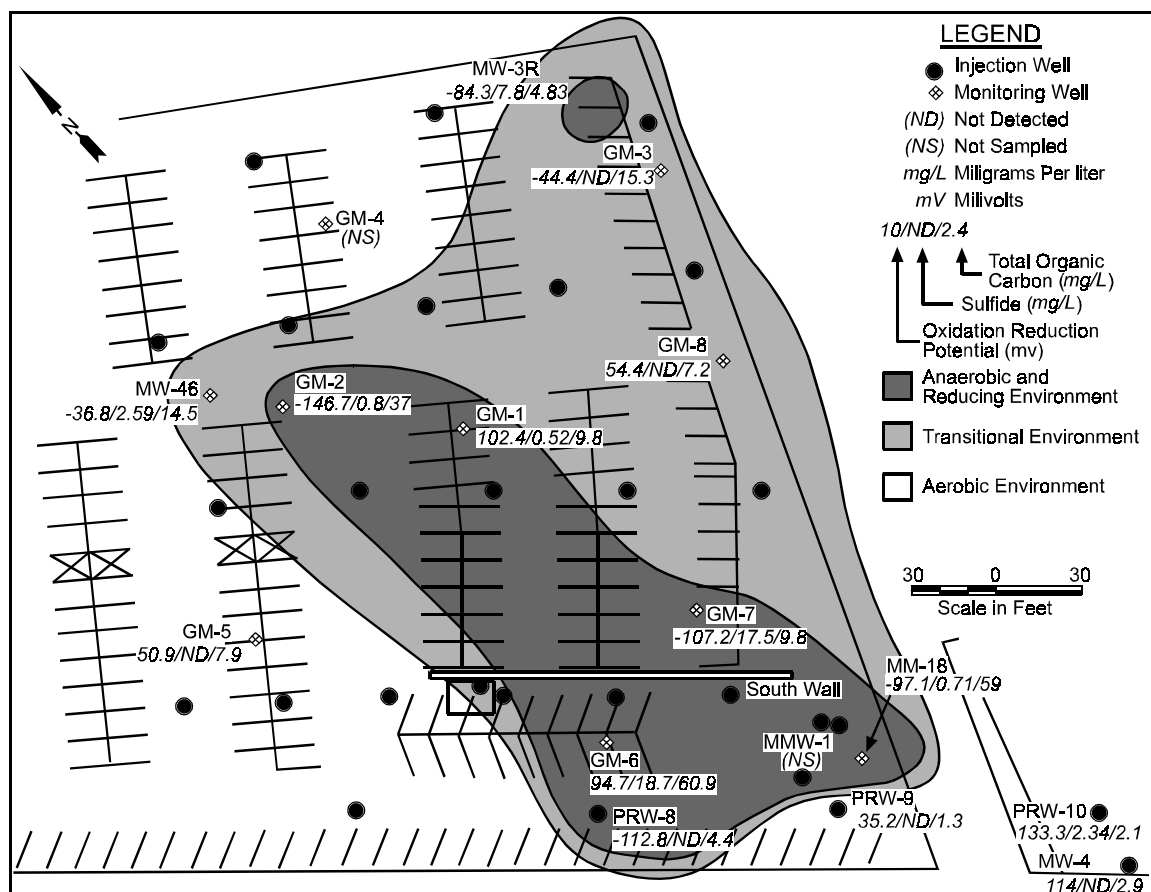 LEGEND
Injection Well
Monitoring Well
(ND) Not Detected
(NS) Not Sampled
mg/L Miligrams Per liter
mV Milivolts
10/ND/2.4
Total Organic
Carbon (mg/L)
Sulfide (mg/L)
Oxidation Reduction
Potential (mv)
Anaerobic and
Reducing Environment
Transitional Environment
Aerobic Environment
30 0 30
Scale in Feet
N
MW-3R
-84.3/7.8/4.83
GM-3
-44.4/ND/15.3
GM-4
(NS)
GM-8
54.4/ND/7.2
MW-46
-36.8/2.59/14.5
GM-2
-146.7/0.8/37
GM-1
102.4/0.52/9.8
GM-7
-107.2/17.5/9.8
GM-5
50.9/ND/7.9
MM-18
-97.1/0.71/59
South Wall
MMW-1
(NS)
GM-6
94.7/18.7/60.9
PRW-8
-112.8/ND/4.4
PRW-9
35.2/ND/1.3
PRW-10
133.3/2.34/2.1
MW-4
114/ND/2.9